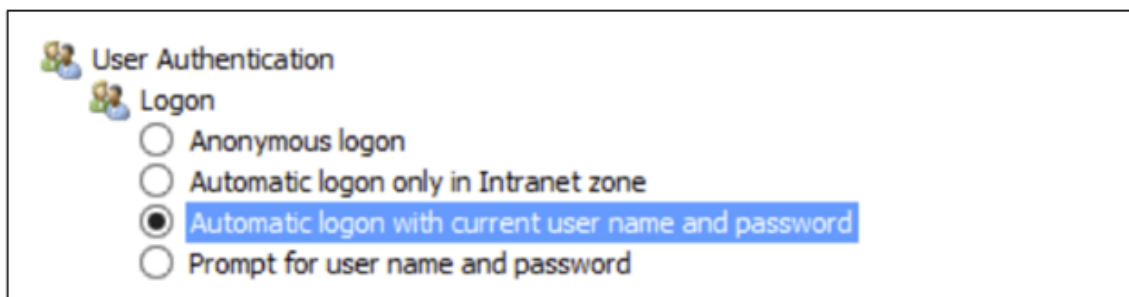 User Authentication
Logon
Anonymous logon
Automatic logon only in Intranet zone
Automatic logon with current user name and password
Prompt for user name and password